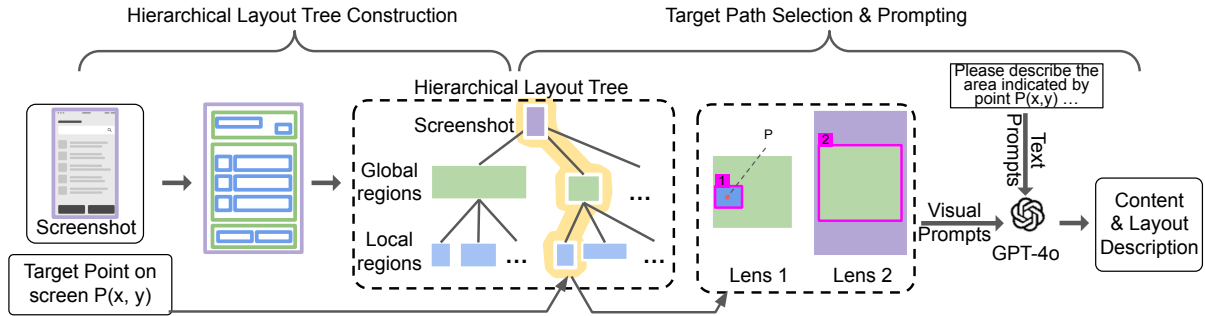 Hierarchical Layout Tree Construction
Target Path Selection & Prompting
Screenshot
Target Point on
screen P(x, y)
Hierarchical Layout Tree
Screenshot
Global
regions
...
Local
regions
...
...
P
1
2
Lens 1
Lens 2
Please describe the
area indicated by
point P(x,y) ...
Text
Prompts
Visual
Prompts
GPT-4o
Content
& Layout
Description